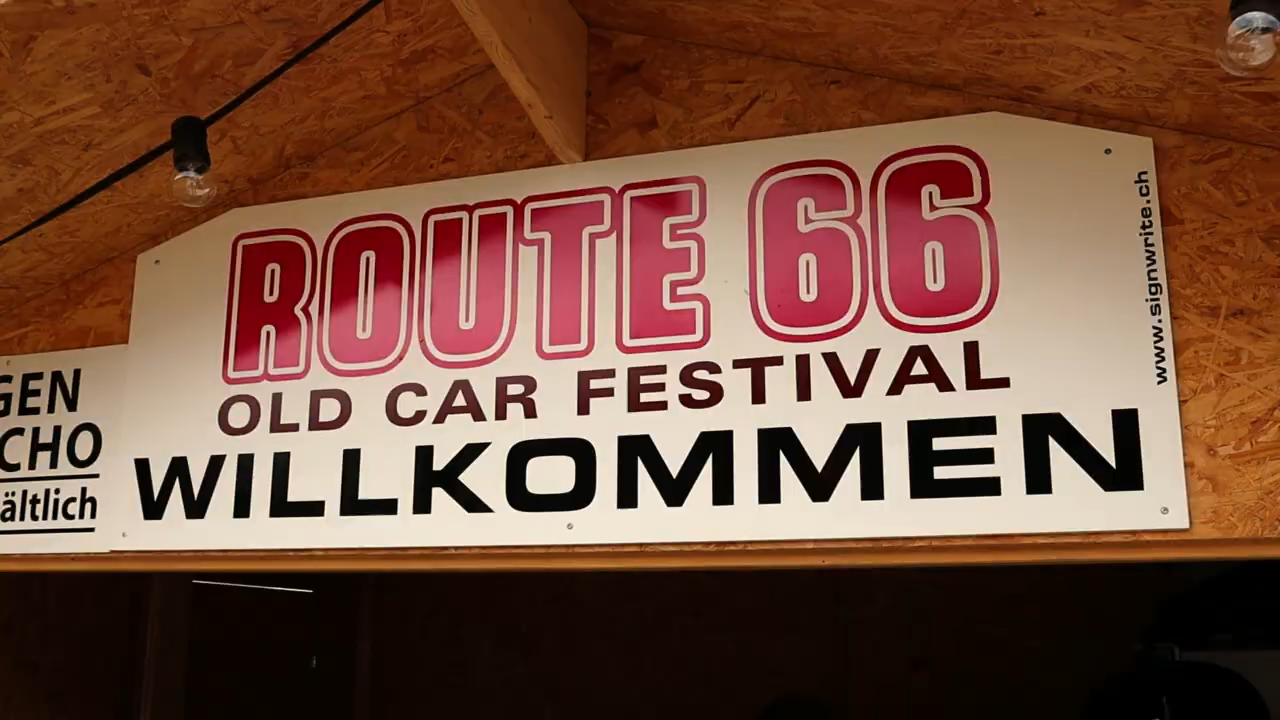 ROUTE 66
OLD CAR FESTIVAL
WILLKOMMEN
www.signwrite.ch
GEN
CHO
ältlich